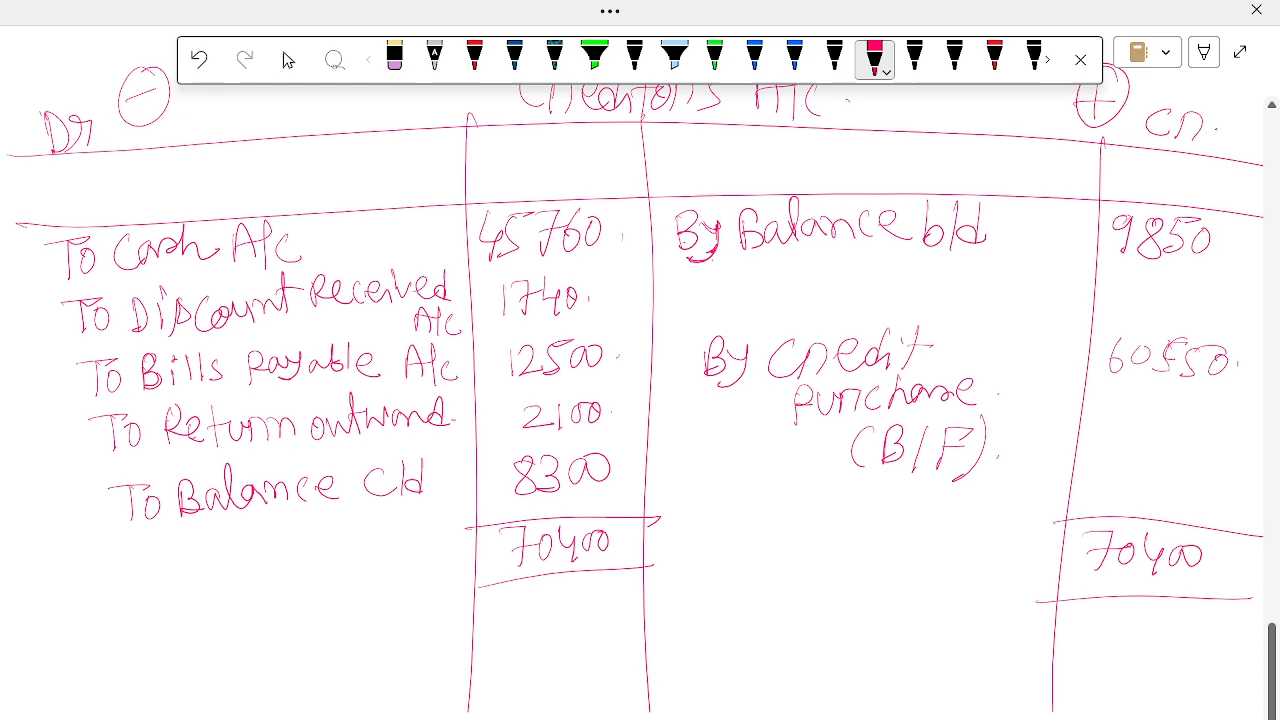 Creditors A/c.
Dr
Cr.
To Cash A/c 45760 By Balance b/d 9850
To Discount Received A/c 1740
To Bills Payable A/c 12500 By Credit purchase (B/F) 60550
To Return outward 2100
To Balance c/d 8300
70400 70400